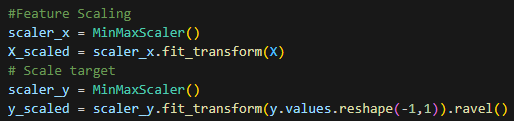 #Feature Scaling
scaler_x = MinMaxScaler()
X_scaled = scaler_x.fit_transform(X)
# Scale target
scaler_y = MinMaxScaler()
y_scaled = scaler_y.fit_transform(y.values.reshape(-1,1)).ravel()